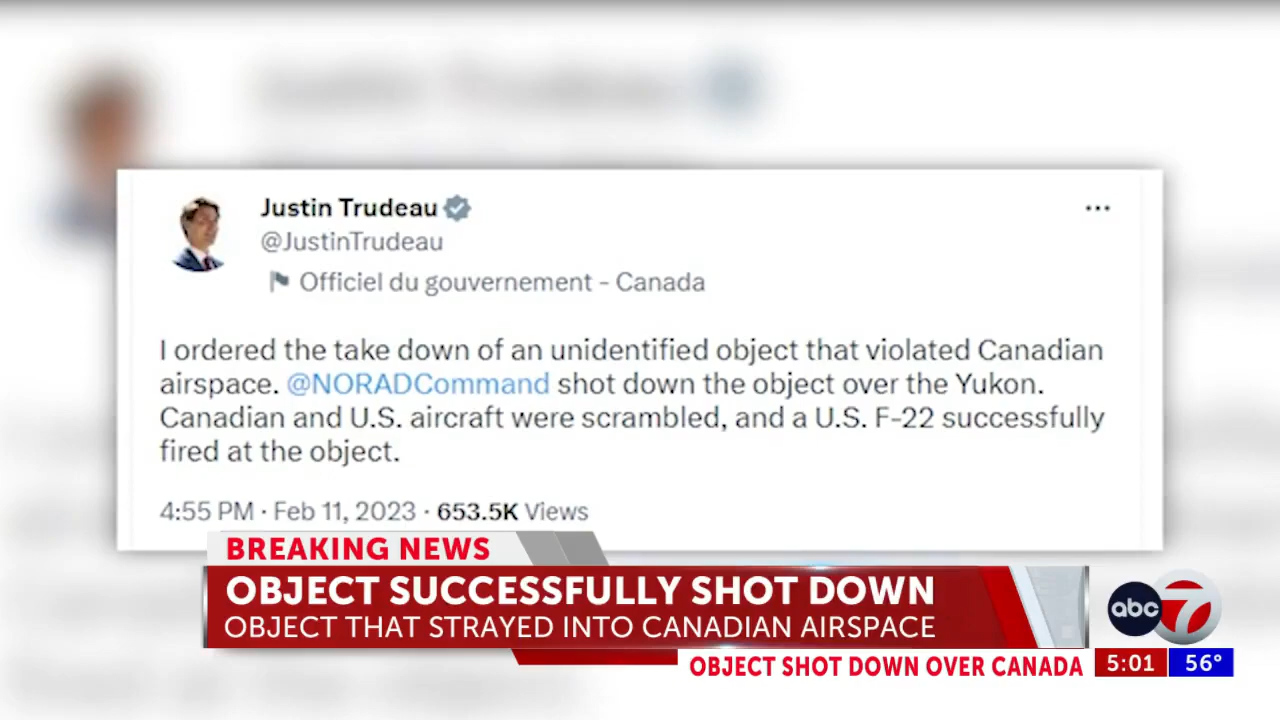 Justin Trudeau
@JustinTrudeau
Officiel du gouvernement - Canada
I ordered the take down of an unidentified object that violated Canadian
airspace. @NORADCommand shot down the object over the Yukon.
Canadian and U.S. aircraft were scrambled, and a U.S. F-22 successfully
fired at the object.
4:55 PM · Feb 11, 2023 · 653.5K Views
BREAKING NEWS
OBJECT SUCCESSFULLY SHOT DOWN
OBJECT THAT STRAYED INTO CANADIAN AIRSPACE
abc 7
OBJECT SHOT DOWN OVER CANADA
5:01 56°